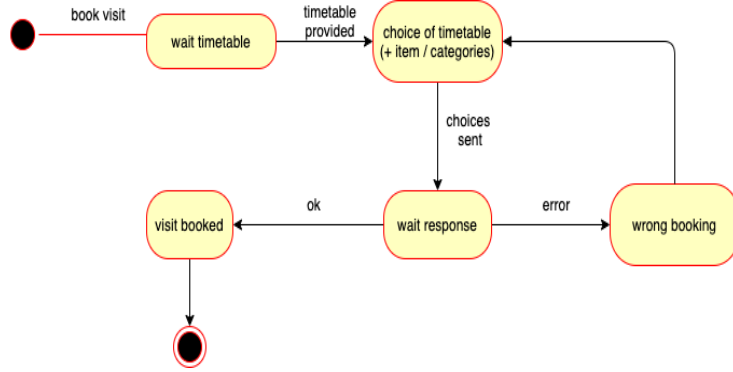 book visit
wait timetable
timetable
provided
choice of timetable
(+ item / categories)
choices
sent
visit booked
ok
wait response
error
wrong booking